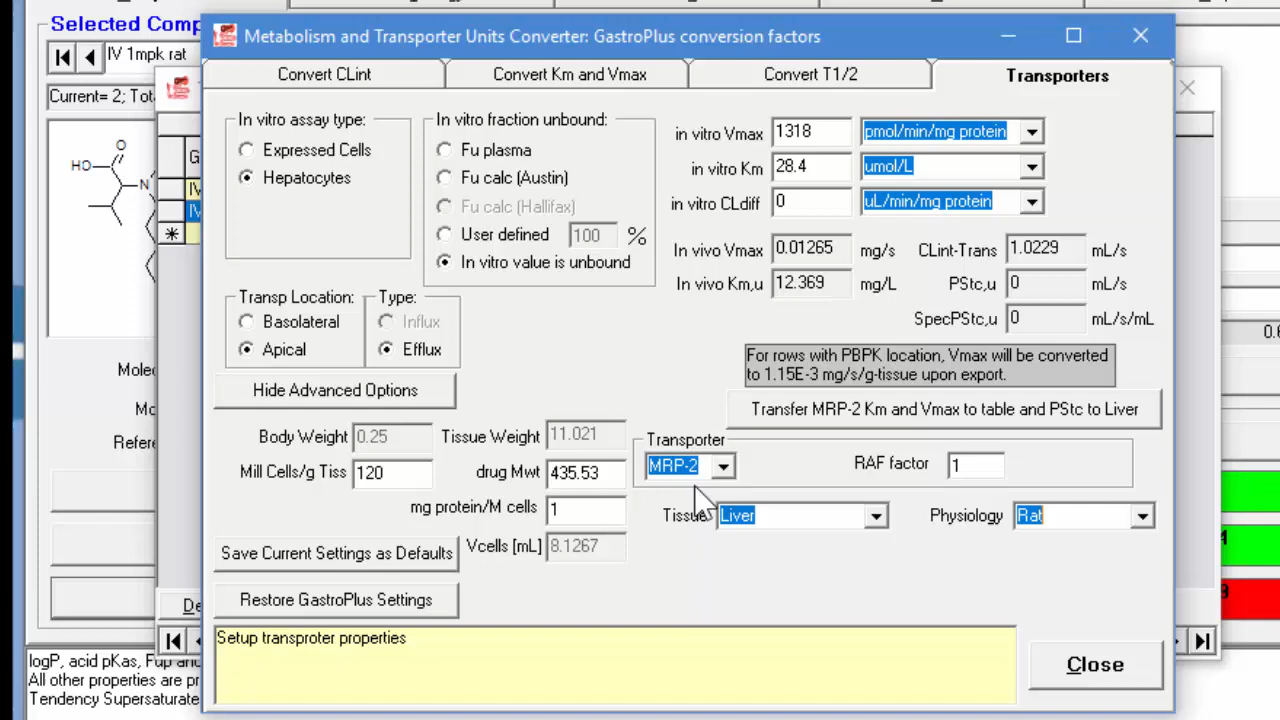 Selected Comp
IV 1mpk rat
Current= 2; Tot
HO
O
N
Metabolism and Transporter Units Converter: GastroPlus conversion factors
Convert CLint
Convert Km and Vmax
Convert T1/2
Transporters
In vitro assay type:
Expressed Cells
Hepatocytes
In vitro fraction unbound:
Fu plasma
Fu calc (Austin)
Fu calc (Hallifax)
User defined 100 %
In vitro value is unbound
in vitro Vmax 1318 pmol/min/mg protein
in vitro Km 28.4 umol/L
in vitro CLdiff 0 uL/min/mg protein
In vivo Vmax 0.01265 mg/s CLint-Trans 1.0229 mL/s
In vivo Km,u 12.369 mg/L PStc,u 0 mL/s
SpecPStc,u 0 mL/s/mL
Transp Location:
Basolateral
Apical
Type:
Influx
Efflux
For rows with PBPK location, Vmax will be converted
to 1.15E-3 mg/s/g-tissue upon export.
Hide Advanced Options
Transfer MRP-2 Km and Vmax to table and PStc to Liver
Body Weight 0.25 Tissue Weight 11.021
Mill Cells/g Tiss 120 drug Mwt 435.53
mg protein/M cells 1
Vcells [mL] 8.1267
Transporter
MRP-2
RAF factor 1
Tissue Liver
Physiology Rat
Save Current Settings as Defaults
Restore GastroPlus Settings
Setup transproter properties
Close
Molec
Mo
Refere
De
logP, acid pKas, Fup and
All other properties are pr
Tendency Supersaturate